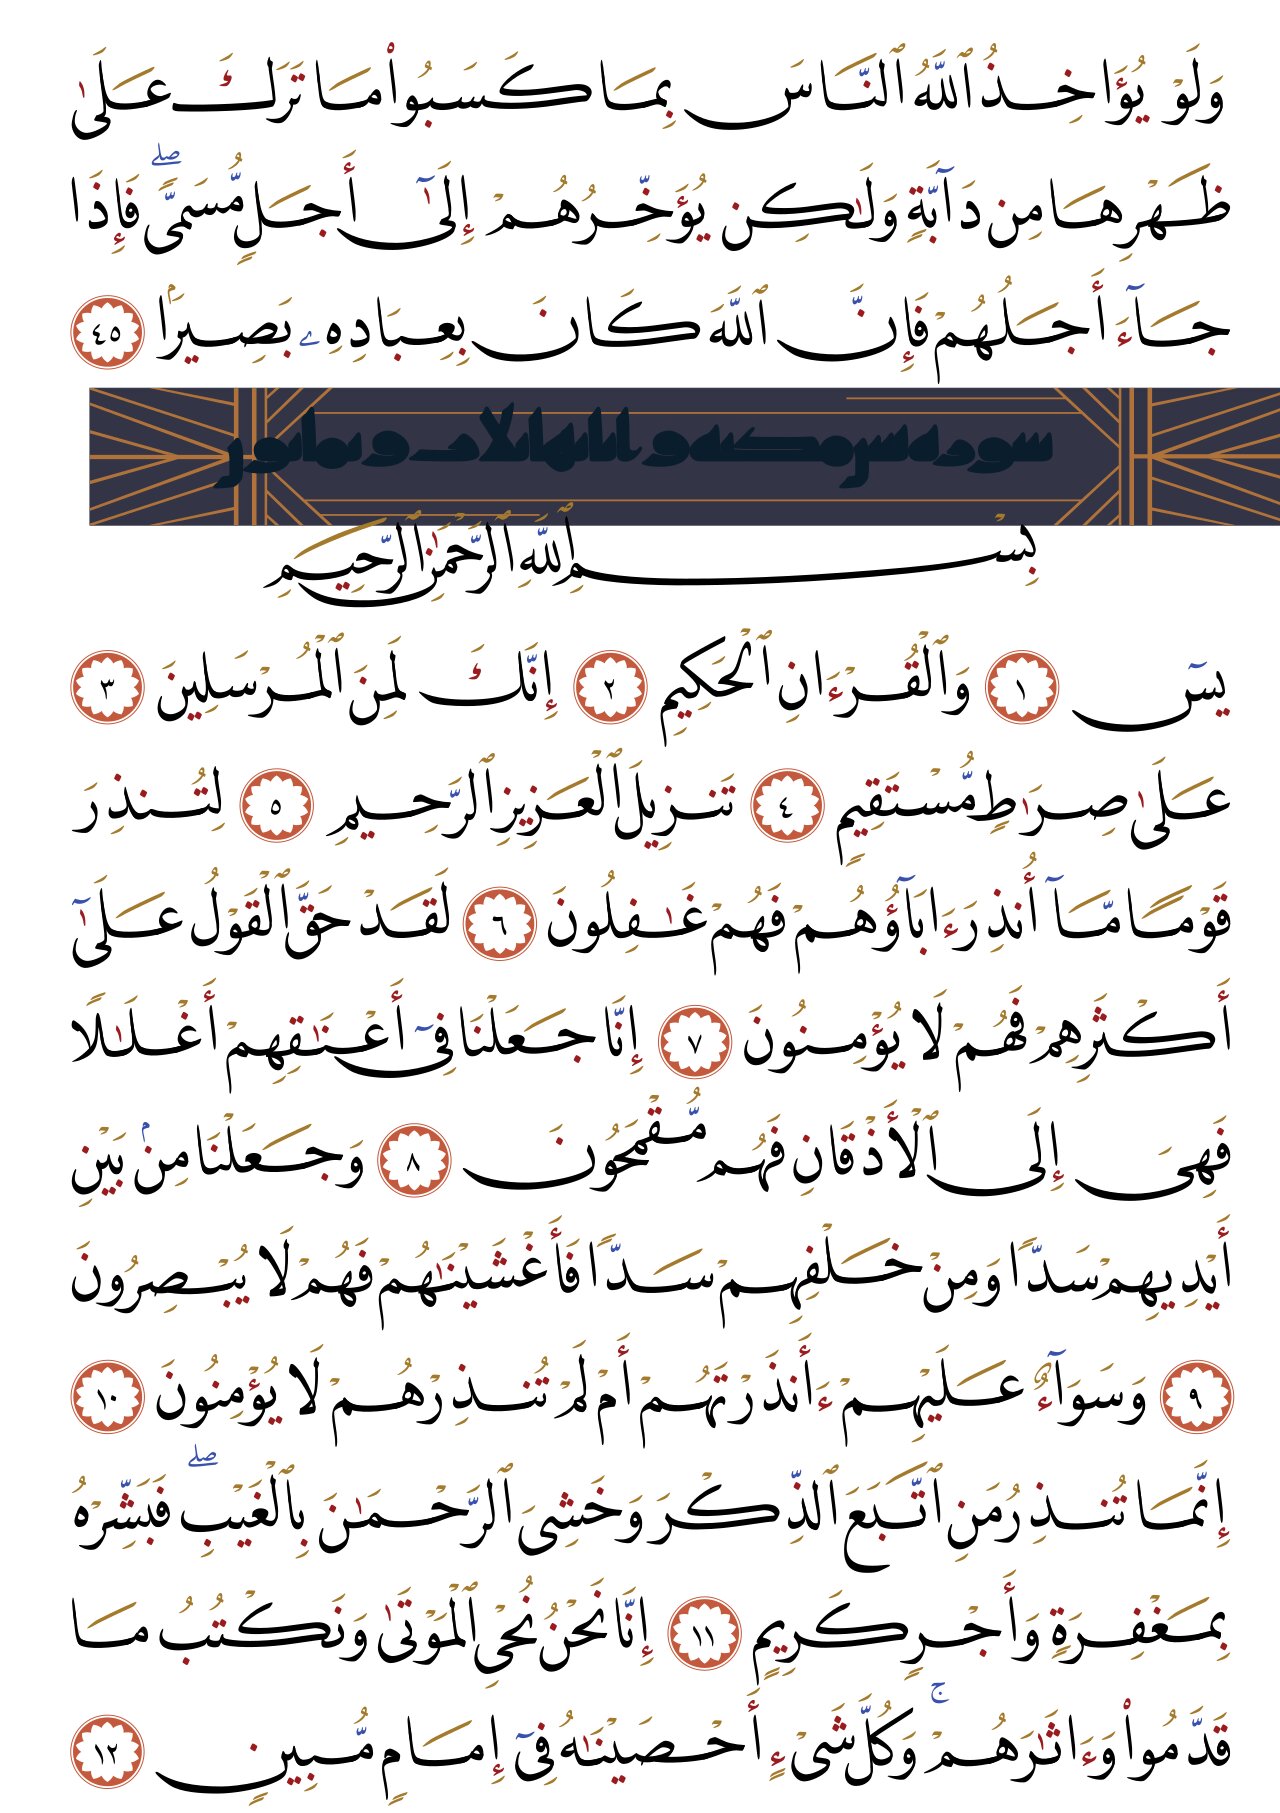 وَلَوْ يُؤَاخِذُ ٱللَّهُ ٱلنَّاسَ بِمَا كَسَبُوا۟ مَا تَرَكَ عَلَىٰ
ظَهْرِهَا مِن دَآبَّةٍ وَلَـٰكِن يُؤَخِّرُهُمْ إِلَىٰٓ أَجَلٍ مُّسَمًّى ۖ فَإِذَا
جَآءَ أَجَلُهُمْ فَإِنَّ ٱللَّهَ كَانَ بِعِبَادِهِۦ بَصِيرًۢا ٤٥
بِسْمِ ٱللَّهِ ٱلرَّحْمَـٰنِ ٱلرَّحِيمِ
يسٓ ١ وَٱلْقُرْءَانِ ٱلْحَكِيمِ ٢ إِنَّكَ لَمِنَ ٱلْمُرْسَلِينَ ٣
عَلَىٰ صِرَٰطٍ مُّسْتَقِيمٍ ٤ تَنزِيلَ ٱلْعَزِيزِ ٱلرَّحِيمِ ٥ لِتُنذِرَ
قَوْمًا مَّآ أُنذِرَ ءَابَآؤُهُمْ فَهُمْ غَـٰفِلُونَ ٦ لَقَدْ حَقَّ ٱلْقَوْلُ عَلَىٰٓ
أَكْثَرِهِمْ فَهُمْ لَا يُؤْمِنُونَ ٧ إِنَّا جَعَلْنَا فِىٓ أَعْنَـٰقِهِمْ أَغْلَـٰلًا
فَهِىَ إِلَى ٱلْأَذْقَانِ فَهُم مُّقْمَحُونَ ٨ وَجَعَلْنَا مِنۢ بَيْنِ
أَيْدِيهِمْ سَدًّا وَمِنْ خَلْفِهِمْ سَدًّا فَأَغْشَيْنَـٰهُمْ فَهُمْ لَا يُبْصِرُونَ
٩ وَسَوَآءٌ عَلَيْهِمْ ءَأَنذَرْتَهُمْ أَمْ لَمْ تُنذِرْهُمْ لَا يُؤْمِنُونَ ١٠
إِنَّمَا تُنذِرُ مَنِ ٱتَّبَعَ ٱلذِّكْرَ وَخَشِىَ ٱلرَّحْمَـٰنَ بِٱلْغَيْبِ ۖ فَبَشِّرْهُ
بِمَغْفِرَةٍ وَأَجْرٍ كَرِيمٍ ١١ إِنَّا نَحْنُ نُحْىِ ٱلْمَوْتَىٰ وَنَكْتُبُ مَا
قَدَّمُوا۟ وَءَاثَـٰرَهُمْ ۚ وَكُلَّ شَىْءٍ أَحْصَيْنَـٰهُ فِىٓ إِمَامٍ مُّبِينٍ ١٢